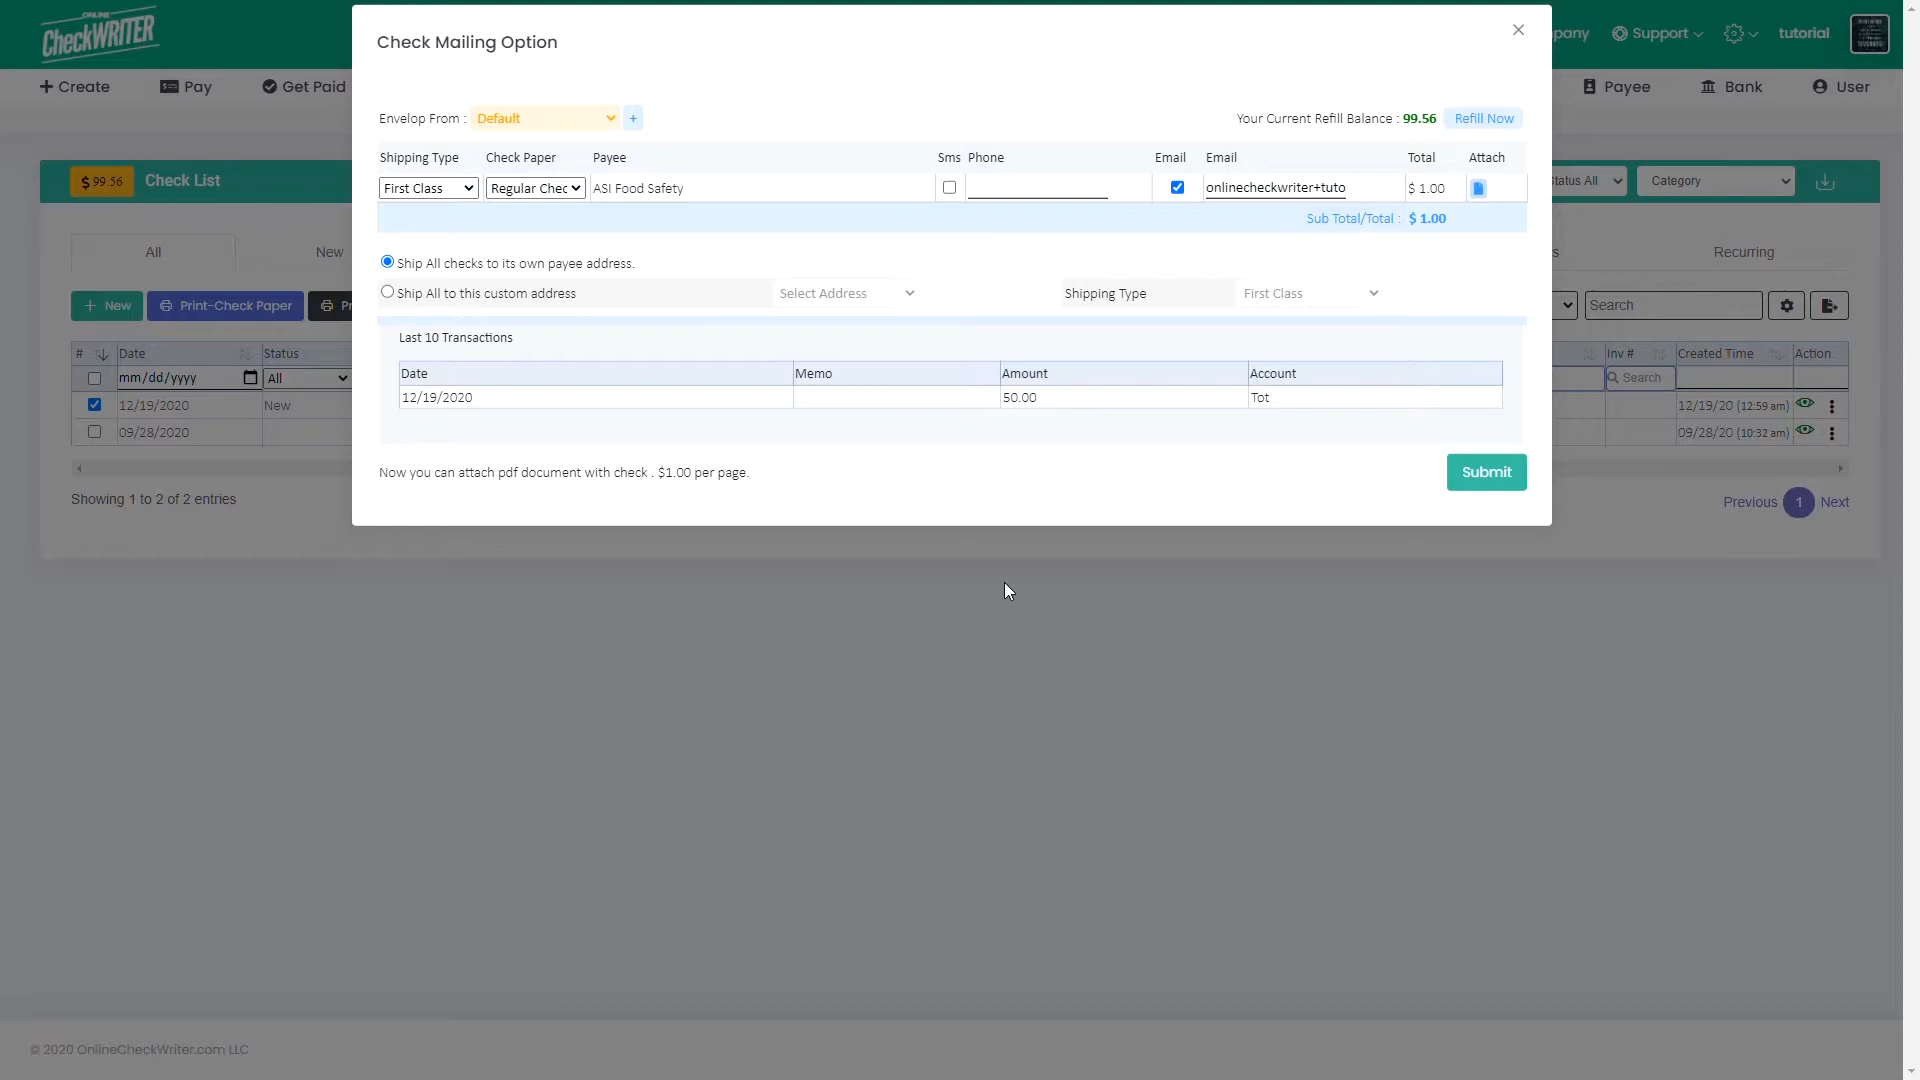 ONLINE
CheckWRITER
Check Mailing Option
pany
Support
tutorial
Create
Pay
Get Paid
Payee
Bank
User
Envelop From : Default +
Your Current Refill Balance : 99.56 Refill Now
Shipping Type Check Paper Payee Sms Phone Email Email Total Attach
First Class Regular Chec ASI Food Safety onlinecheckwriter+tuto $ 1.00
Sub Total/Total : $ 1.00
$ 99.56 Check List
Status All Category
All New s Recurring
Ship All checks to its own payee address.
Ship All to this custom address Select Address Shipping Type First Class
+ New Print-Check Paper Pr
Search
Last 10 Transactions
Date Memo Amount Account
12/19/2020 50.00 Tot
# Date Status Inv # Created Time Action
mm/dd/yyyy All Search
12/19/2020 New 12/19/20 (12:59 am)
09/28/2020 09/28/20 (10:32 am)
Now you can attach pdf document with check . $1.00 per page.
Submit
Showing 1 to 2 of 2 entries
Previous 1 Next
© 2020 OnlineCheckWriter.com LLC